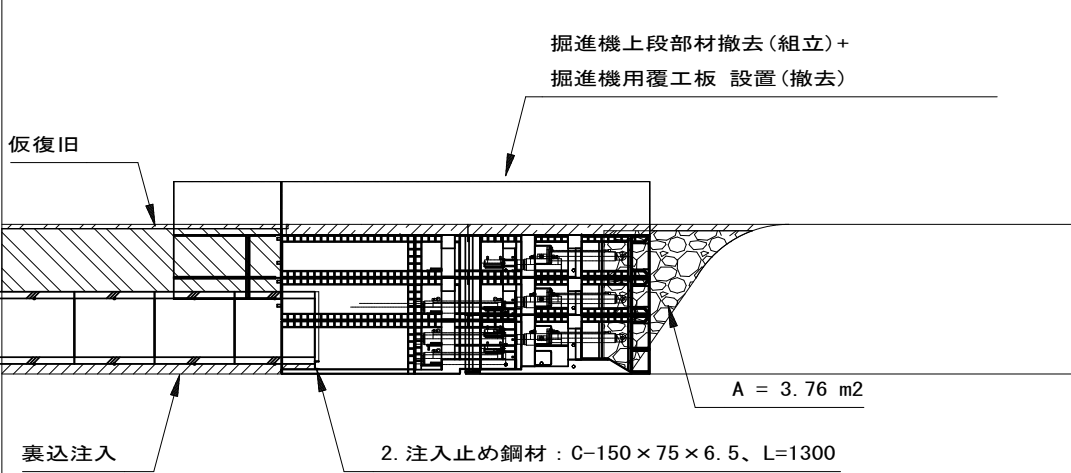 掘進機上段部材撤去(組立)+
掘進機用覆工板 設置(撤去)
仮復旧
A = 3.76 m2
裏込注入
2. 注入止め鋼材：C-150×75×6.5、L=1300